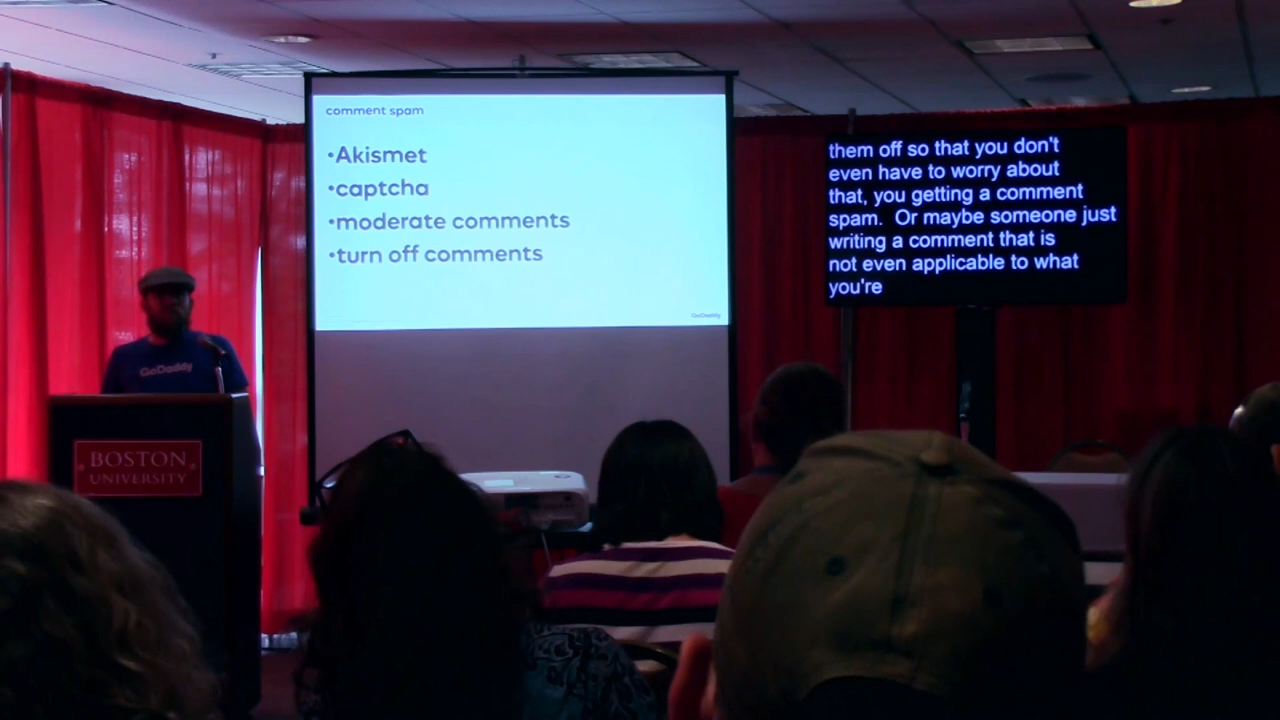 comment spam
•Akismet
•captcha
•moderate comments
•turn off comments
GoDaddy
them off so that you don't
even have to worry about
that, you getting a comment
spam.  Or maybe someone just
writing a comment that is
not even applicable to what
you're
GoDaddy
BOSTON
UNIVERSITY